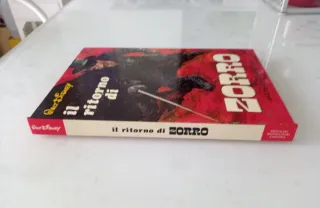 WALT DISNEY
il
ritorno
di
ZORRO
WALT DISNEY
il ritorno di ZORRO